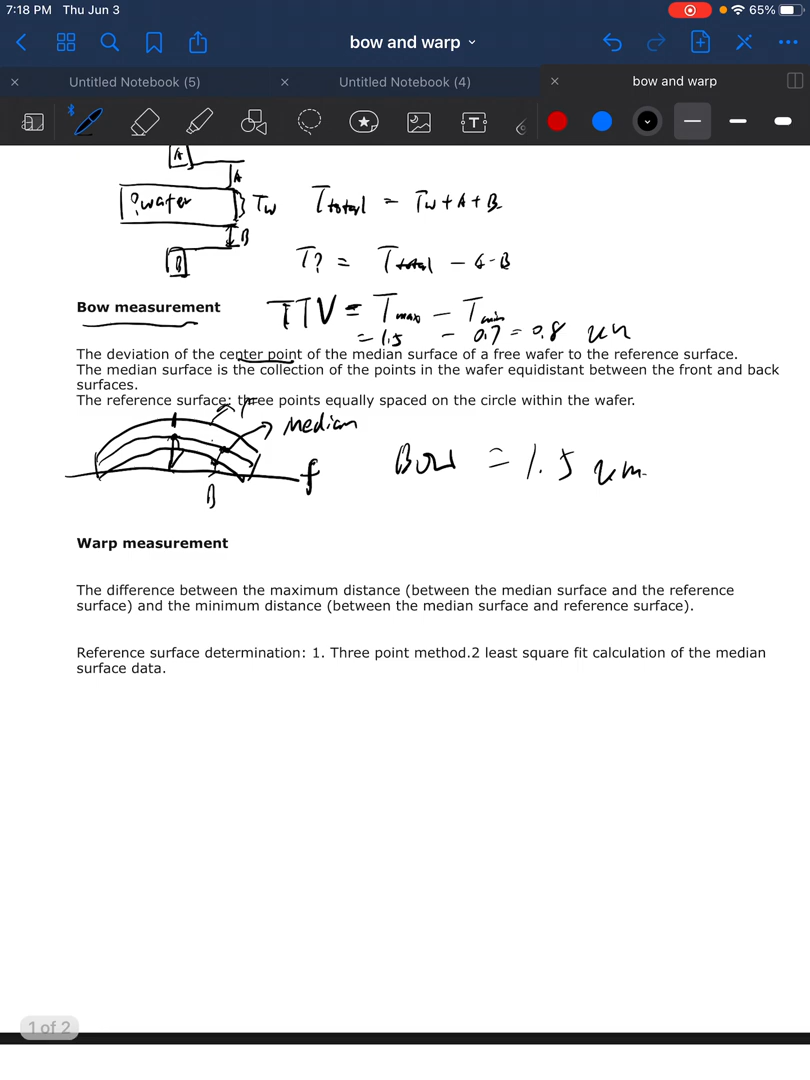 7:18 PM Thu Jun 3
65%
bow and warp
Untitled Notebook (5)
Untitled Notebook (4)
bow and warp
T
A
A
?wafer } Tw Ttotal = Tw + A + B
B
B T? = Ttotal - A - B
Bow measurement
TTV = Tmax - Tmin
= 1.5 - 0.7 = 0.8 um
The deviation of the center point of the median surface of a free wafer to the reference surface.
The median surface is the collection of the points in the wafer equidistant between the front and back
surfaces.
The reference surface: three points equally spaced on the circle within the wafer.
F
Median
Bow = 1.5 um
f
B
Warp measurement
The difference between the maximum distance (between the median surface and the reference
surface) and the minimum distance (between the median surface and reference surface).
Reference surface determination: 1. Three point method.2 least square fit calculation of the median
surface data.
1 of 2